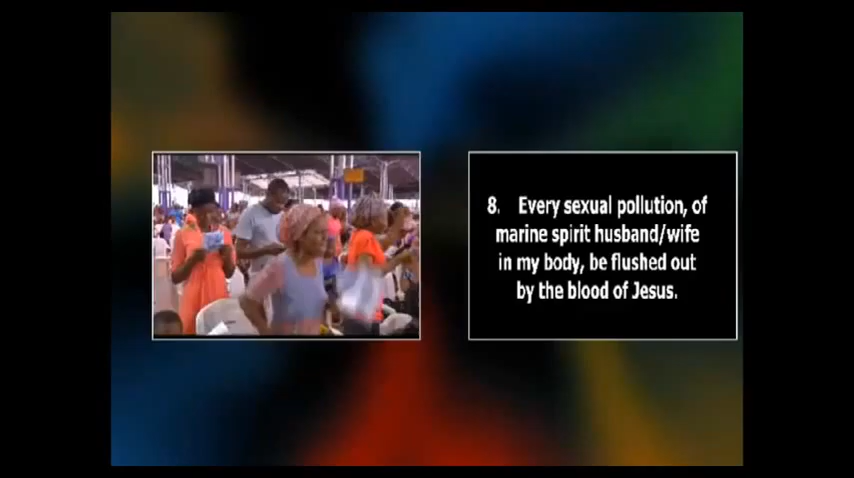 8. Every sexual pollution, of
marine spirit husband/wife
in my body, be flushed out
by the blood of Jesus.